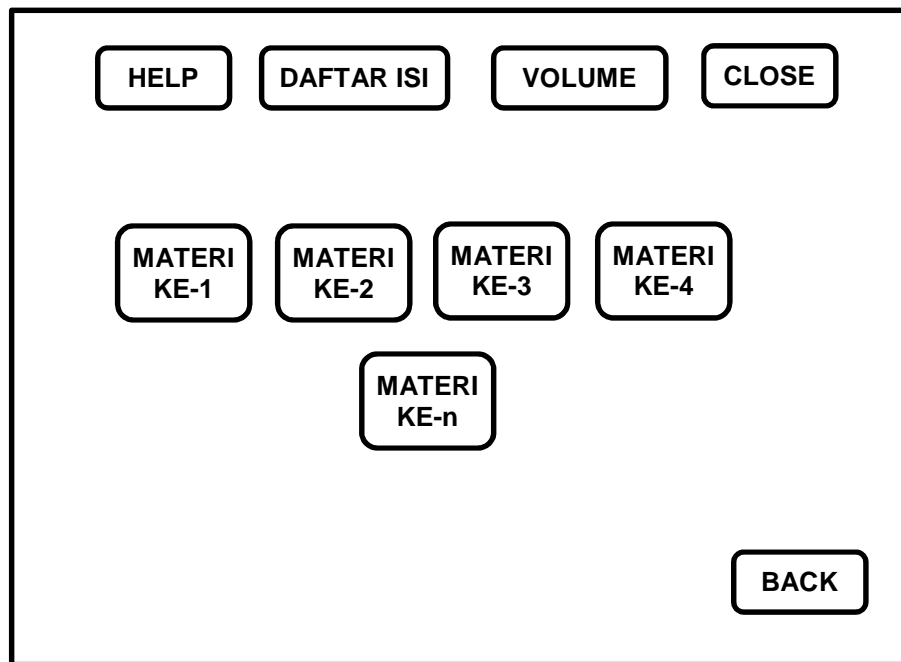 HELP
DAFTAR ISI
VOLUME
CLOSE
MATERI
KE-1
MATERI
KE-2
MATERI
KE-3
MATERI
KE-4
MATERI
KE-n
BACK